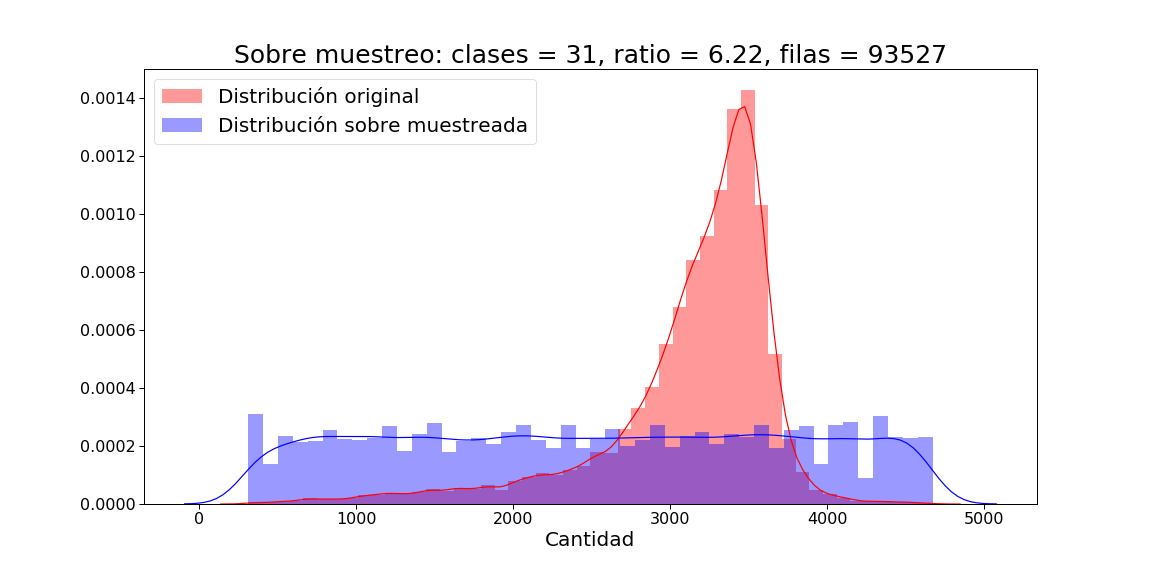 Sobre muestreo: clases = 31, ratio = 6.22, filas = 93527
Distribución original
Distribución sobre muestreada
0.0014
0.0012
0.0010
0.0008
0.0006
0.0004
0.0002
0.0000
0 1000 2000 3000 4000 5000
Cantidad